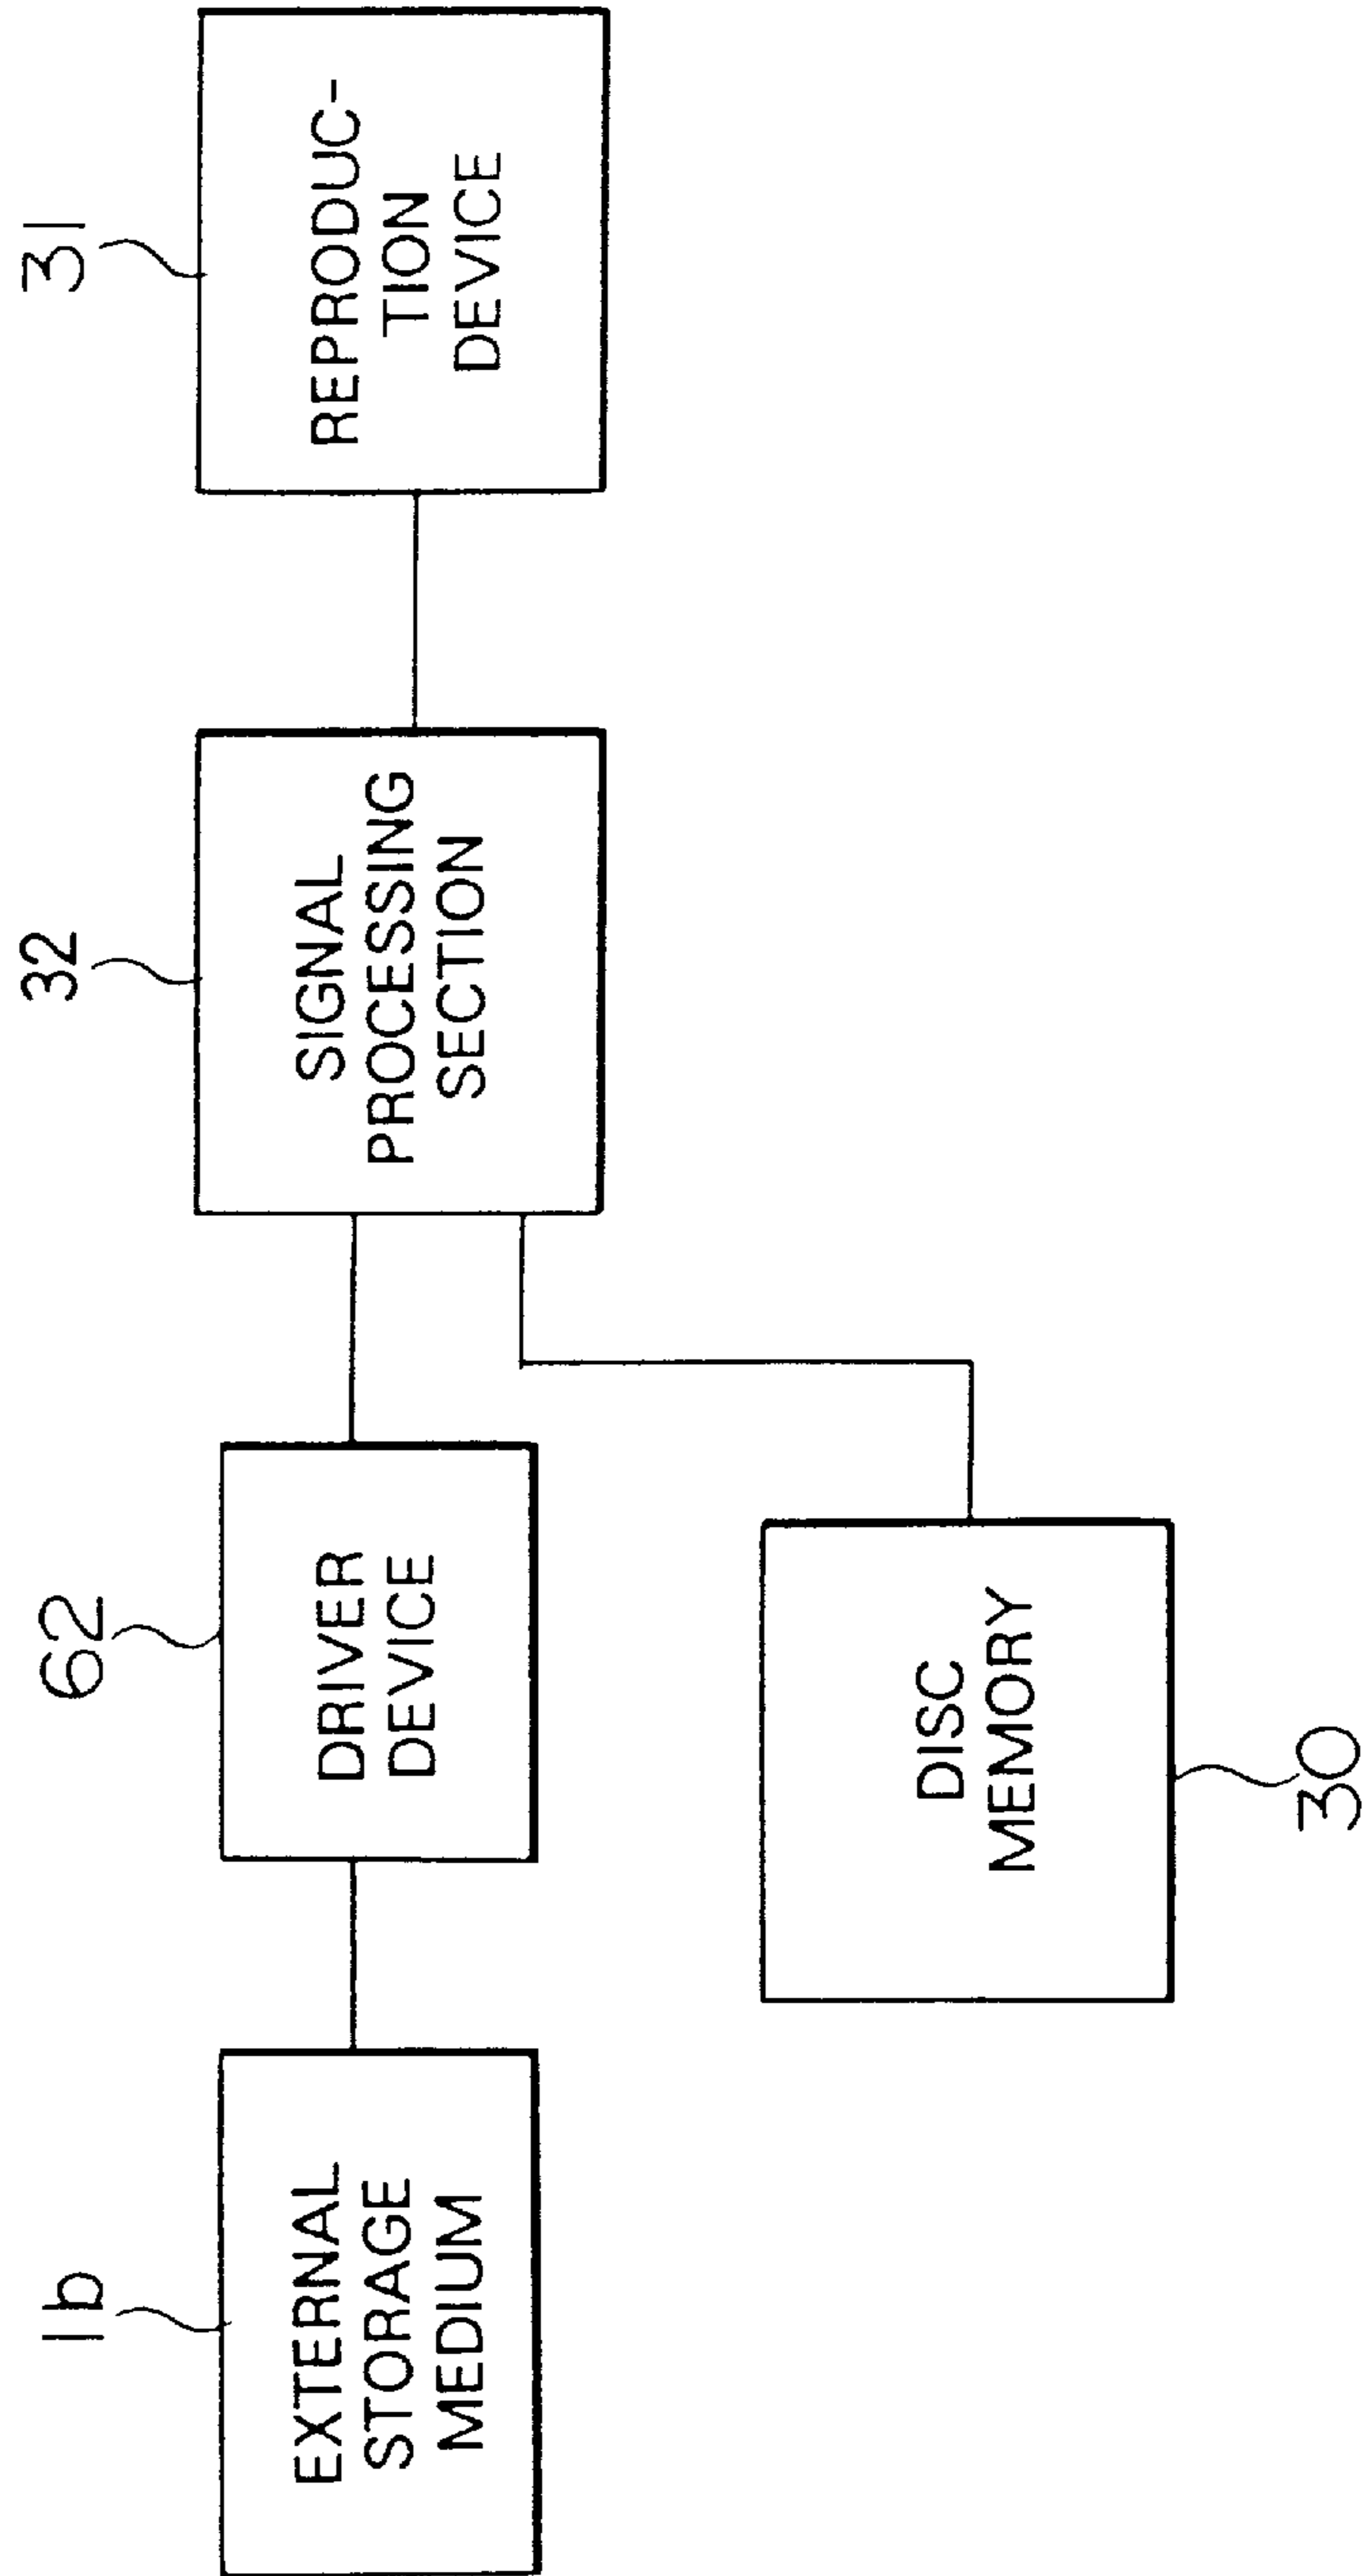 1b
EXTERNAL
STORAGE
MEDIUM
62
DRIVER
DEVICE
32
SIGNAL
PROCESSING
SECTION
31
REPRODUC-
TION
DEVICE
DISC
MEMORY
30